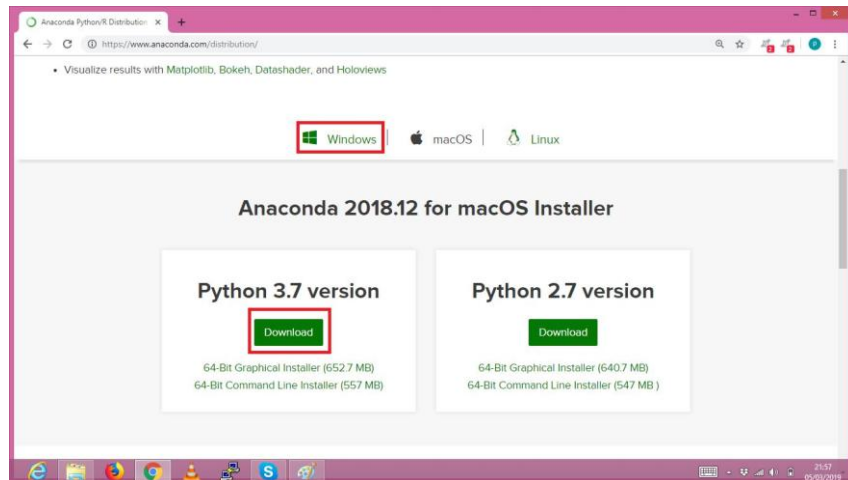 Anaconda Python/R Distribution
https://www.anaconda.com/distribution/
• Visualize results with Matplotlib, Bokeh, Datashader, and Holoviews
Windows | macOS | Linux
Anaconda 2018.12 for macOS Installer
Python 3.7 version
Download
64-Bit Graphical Installer (652.7 MB)
64-Bit Command Line Installer (557 MB)
Python 2.7 version
Download
64-Bit Graphical Installer (640.7 MB)
64-Bit Command Line Installer (547 MB )
21:57
05/03/2019